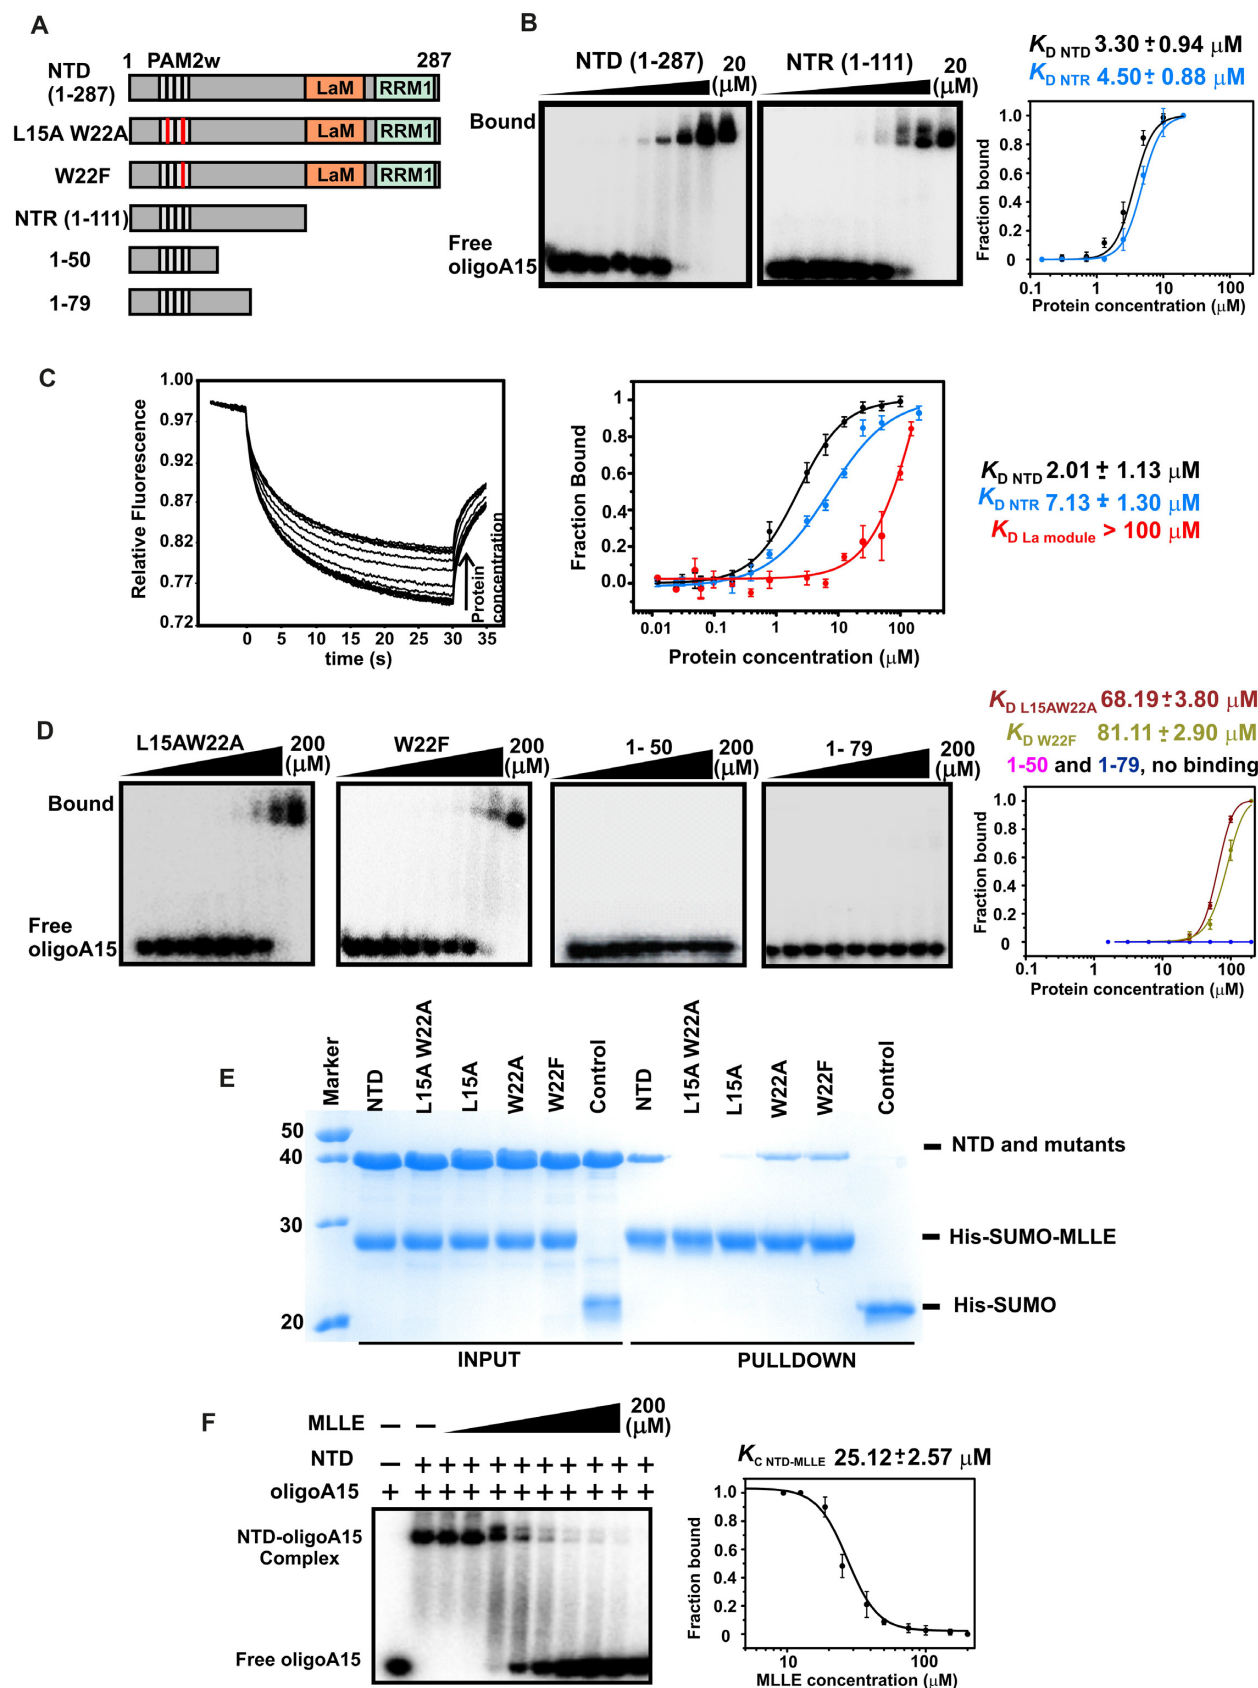 A
1 PAM2w 287
NTD
(1-287)
LaM RRM1
L15A W22A
LaM RRM1
W22F
LaM RRM1
NTR (1-111)
1-50
1-79
B
NTD (1-287)
20
(μM)
NTR (1-111)
20
(μM)
Bound
Free
oligoA15
KD NTD 3.30 ± 0.94 μM
KD NTR 4.50 ± 0.88 μM
Fraction bound
1.0
0.8
0.6
0.4
0.2
0
0.1 1 10 100
Protein concentration (μM)
C
Relative Fluorescence
1.00
0.97
0.92
0.87
0.82
0.77
0.72
0 5 10 15 20 25 30 35
time (s)
Protein
concentration
Fraction Bound
1
0.8
0.6
0.4
0.2
0.0
0.01 0.1 1 10 100
Protein concentration (μM)
KD NTD 2.01 ± 1.13 μM
KD NTR 7.13 ± 1.30 μM
KD La module > 100 μM
D
L15AW22A
200
(μM)
W22F
200
(μM)
1- 50
200
(μM)
1- 79
200
(μM)
Bound
Free
oligoA15
KD L15AW22A 68.19±3.80 μM
KD W22F 81.11 ±2.90 μM
1-50 and 1-79, no binding
Fraction bound
1.0
0.8
0.6
0.4
0.2
0
0.1 1 10 100
Protein concentration (μM)
E
Marker
NTD
L15A W22A
L15A
W22A
W22F
Control
NTD
L15A W22A
L15A
W22A
W22F
Control
50
40
30
20
NTD and mutants
His-SUMO-MLLE
His-SUMO
INPUT
PULLDOWN
F
MLLE – –
200
(μM)
NTD – + + + + + + + + + +
oligoA15 + + + + + + + + + + +
NTD-oligoA15
Complex
Free oligoA15
KC NTD-MLLE 25.12±2.57 μM
Fraction bound
1.0
0.8
0.6
0.4
0.2
0
10 100
MLLE concentration (μM)